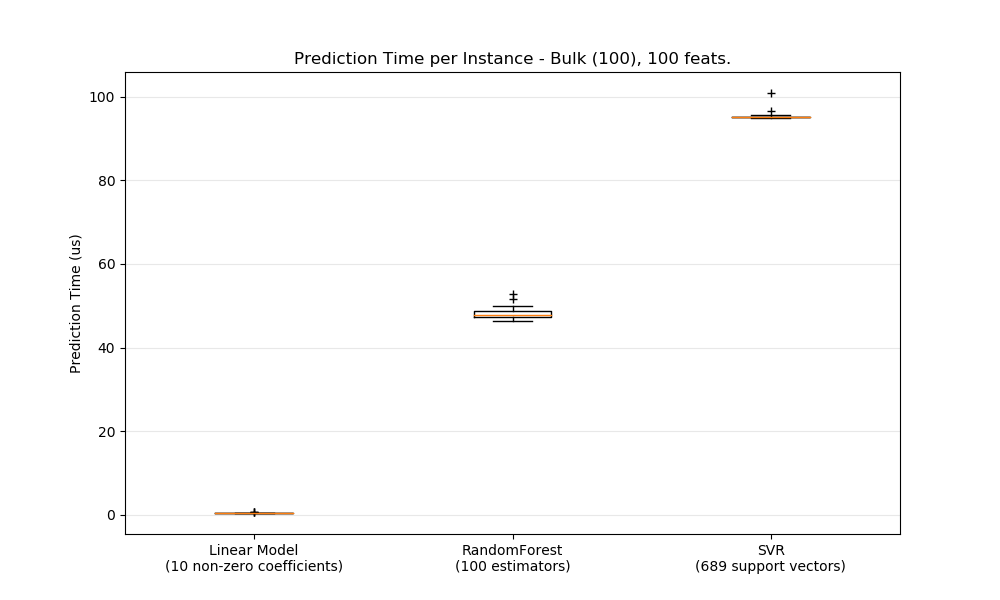 Prediction Time per Instance - Bulk (100), 100 feats.
100
80
60
40
20
0
Prediction Time (us)
Linear Model
(10 non-zero coefficients)
RandomForest
(100 estimators)
SVR
(689 support vectors)